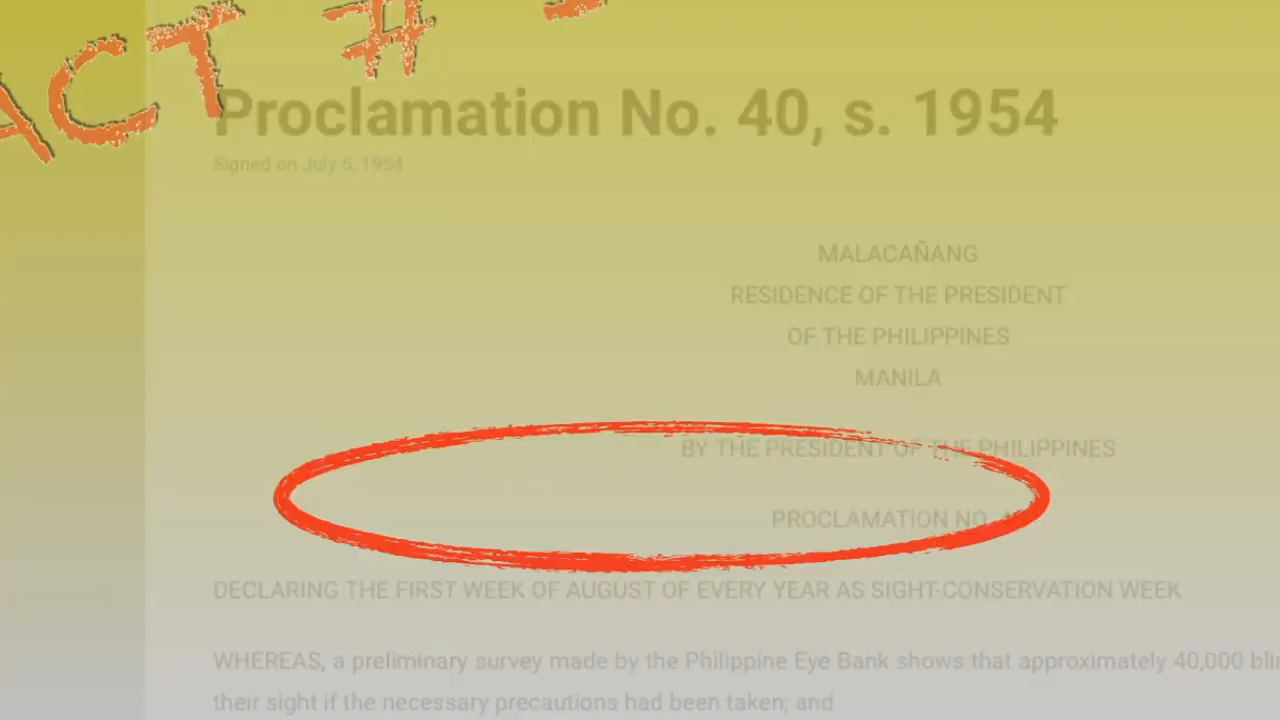 ACT #
Proclamation No. 40, s. 1954
Signed on July 6, 1954
MALACAÑANG
RESIDENCE OF THE PRESIDENT
OF THE PHILIPPINES
MANILA
BY THE PRESIDENT OF THE PHILIPPINES
PROCLAMATION NO.
DECLARING THE FIRST WEEK OF AUGUST OF EVERY YEAR AS SIGHT-CONSERVATION WEEK
WHEREAS, a preliminary survey made by the Philippine Eye Bank shows that approximately 40,000
their sight if the necessary precautions had been taken; and